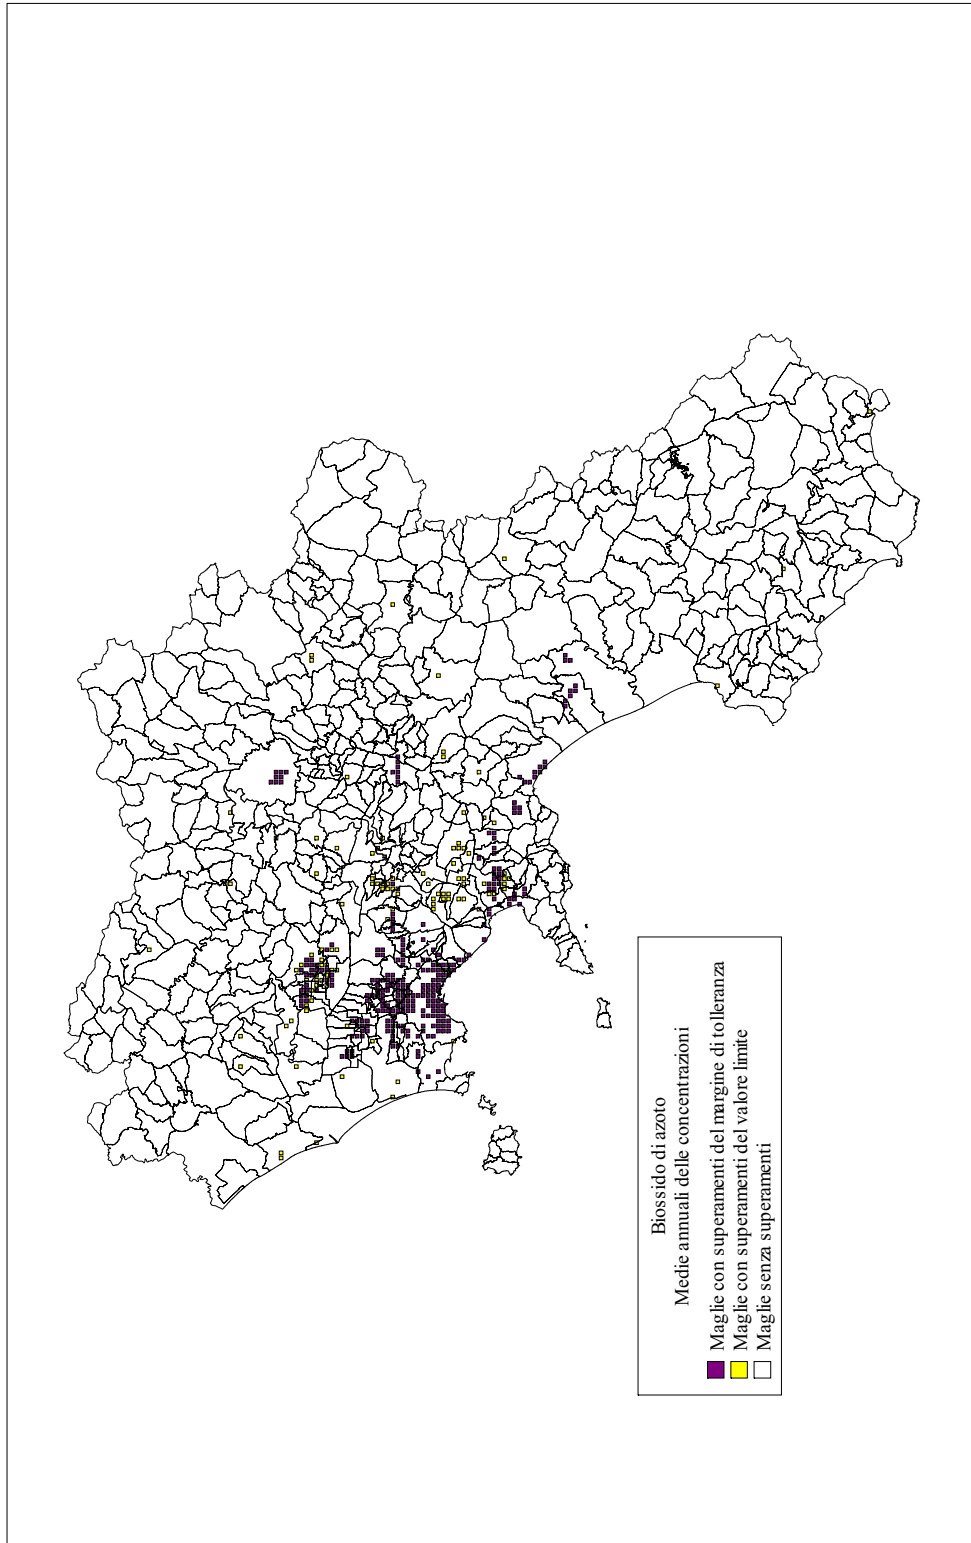 Biossido di azoto
Medie annuali delle concentrazioni
Maglie con superamenti del margine di tolleranza
Maglie con superamenti del valore limite
Maglie senza superamenti